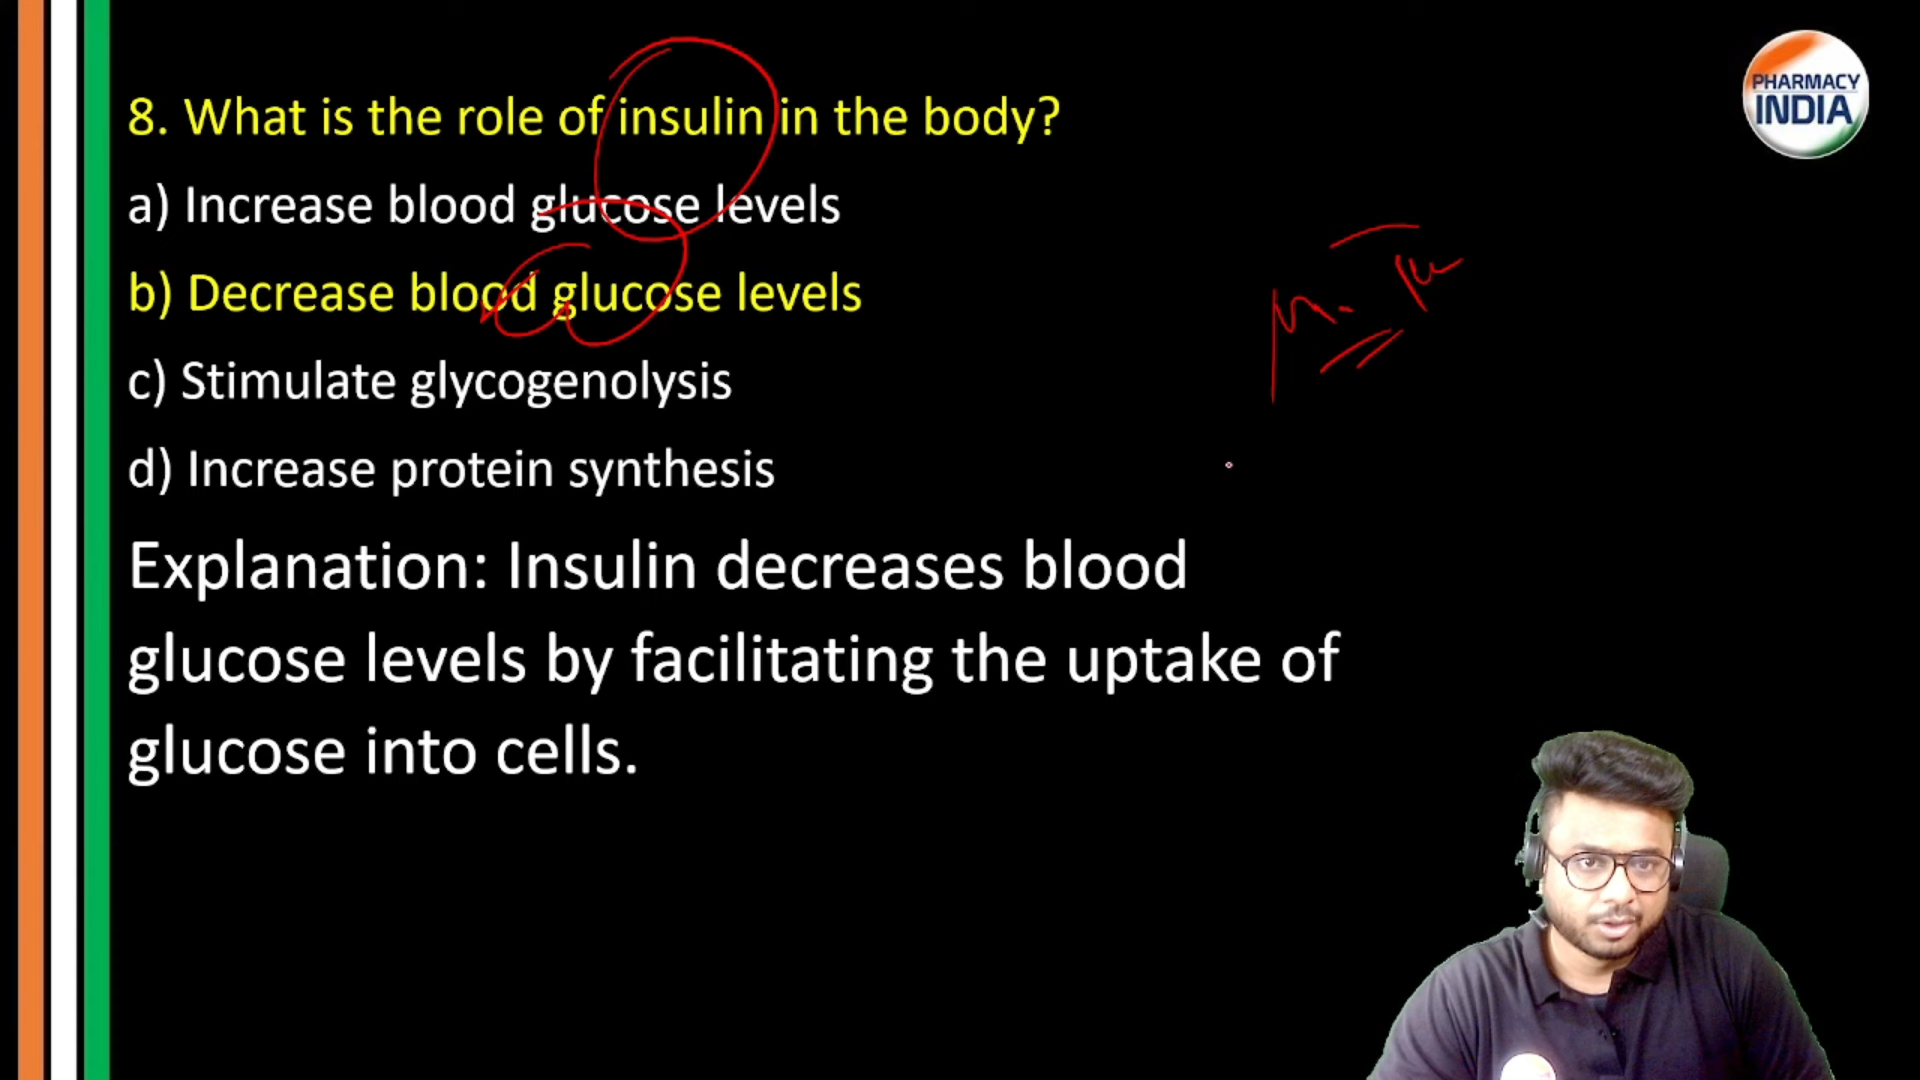 8. What is the role of insulin in the body?
a) Increase blood glucose levels
b) Decrease blood glucose levels
c) Stimulate glycogenolysis
d) Increase protein synthesis
Explanation: Insulin decreases blood
glucose levels by facilitating the uptake of
glucose into cells.
PHARMACY
INDIA